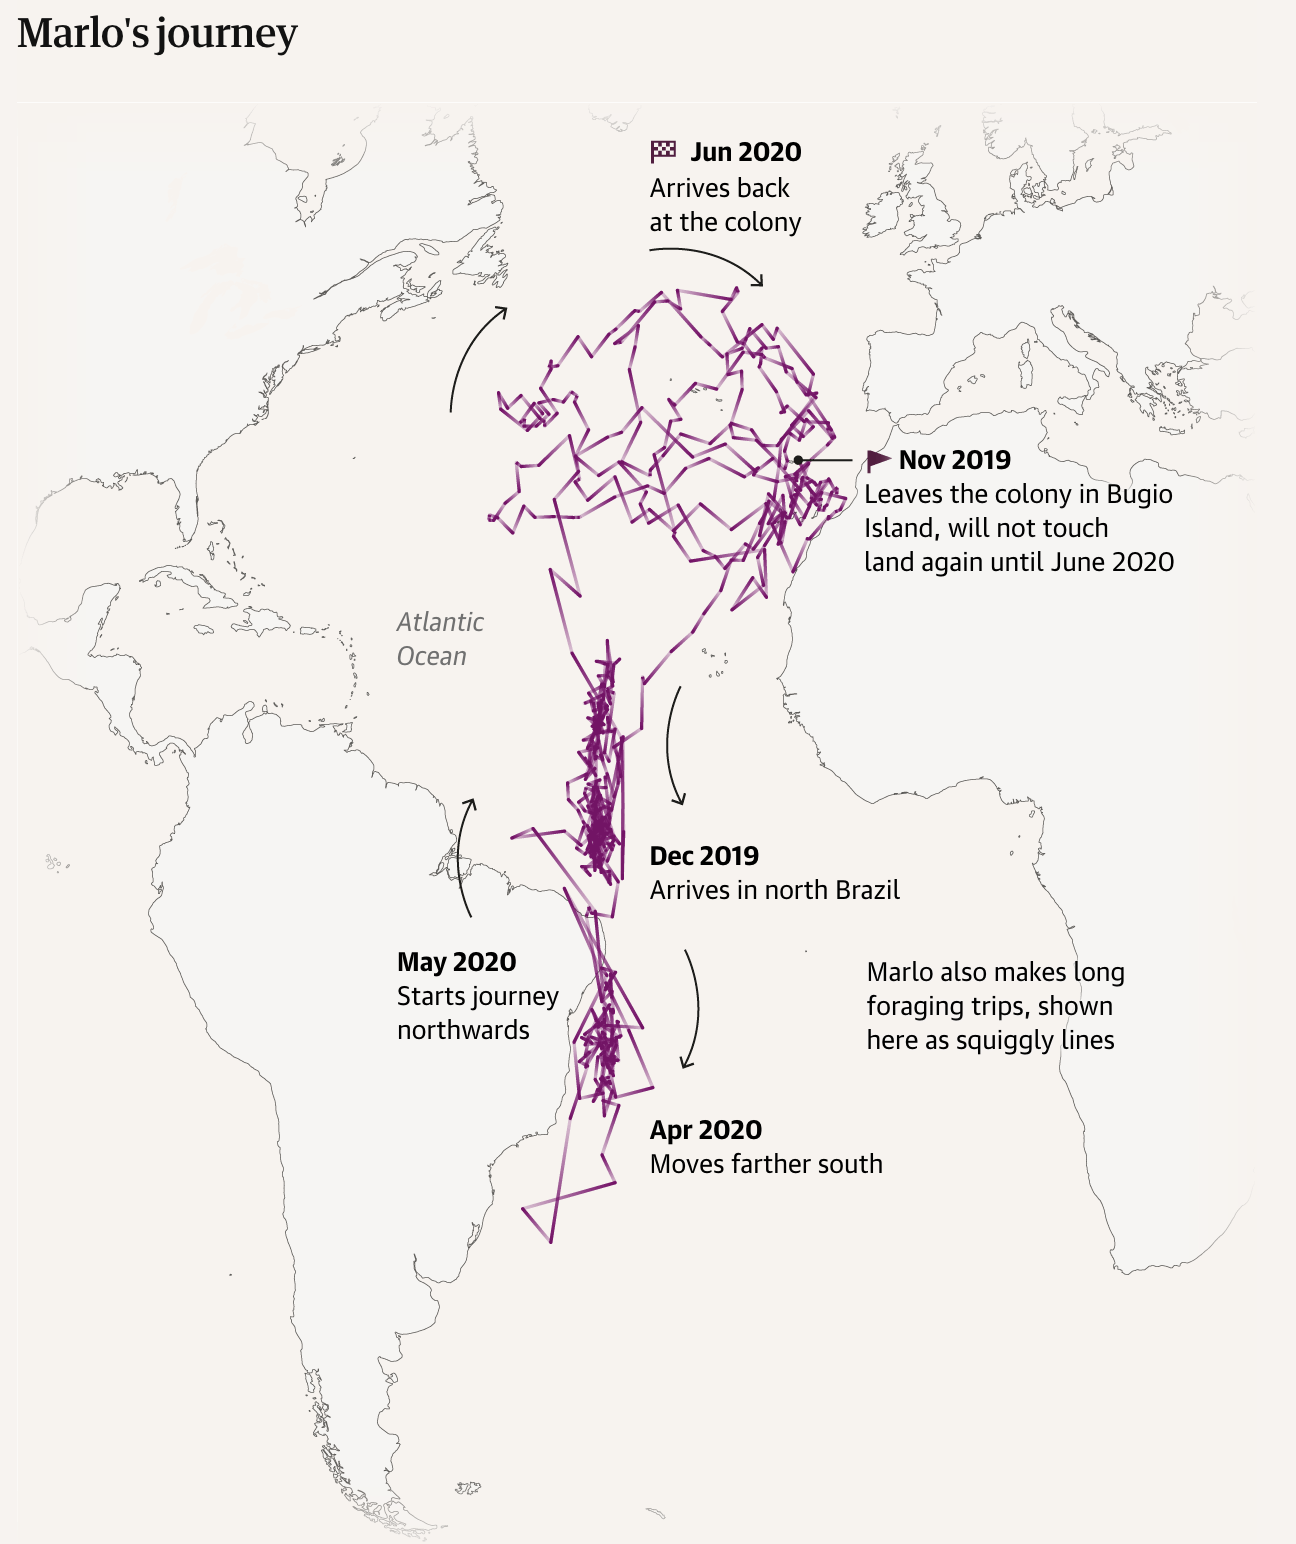 Marlo's journey
Jun 2020
Arrives back
at the colony
Nov 2019
Leaves the colony in Bugio
Island, will not touch
land again until June 2020
Atlantic
Ocean
Dec 2019
Arrives in north Brazil
May 2020
Starts journey
northwards
Marlo also makes long
foraging trips, shown
here as squiggly lines
Apr 2020
Moves farther south